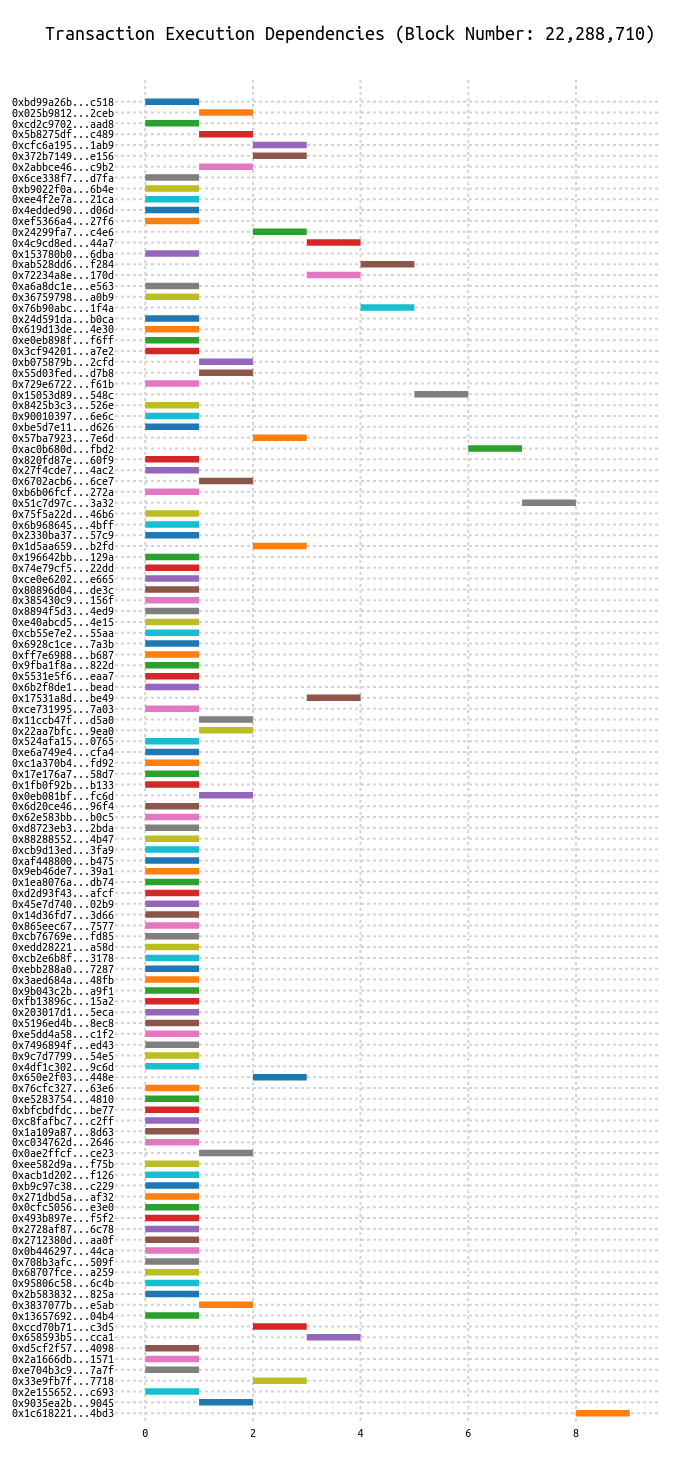 Transaction Execution Dependencies (Block Number: 22,288,710)
0xbd99a26b...c518
0x025b9812...2ceb
0xcd2c9702...aad8
0x5b8275df...c489
0xcfc6a195...1ab9
0x372b7149...e156
0x2abbce46...c9b2
0x6ce338f7...d7fa
0xb9022f0a...6b4e
0xee4f2e7a...21ca
0x4edded90...d06d
0xef5366a4...27f6
0x24299fa7...c4e6
0x4c9cd8ed...44a7
0x153780b0...6dba
0xab528dd6...f284
0x72234a8e...170d
0xa6a8dc1e...e563
0x36759798...a0b9
0x76b90abc...1f4a
0x24d591da...b0ca
0x619d13de...4e30
0xe0eb898f...f6ff
0x3cf94201...a7e2
0xb075879b...2cfd
0x55d03fed...d7b8
0x729e6722...f61b
0x15053d89...548c
0x8425b3c3...526e
0x90010397...6e6c
0xbe5d7e11...d626
0x57ba7923...7e6d
0xac0b680d...fbd2
0x820fd87e...60f9
0x27f4cde7...4ac2
0x6702acb6...6ce7
0xb6b06fcf...272a
0x51c7d97c...3a32
0x75f5a22d...46b6
0x6b968645...4bff
0x2330ba37...57c9
0x1d5aa659...b2fd
0x196642bb...129a
0x74e79cf5...22dd
0xce0e6202...e665
0x80896d04...de3c
0x385430c9...156f
0x8894f5d3...4ed9
0xe40abcd5...4e15
0xcb55e7e2...55aa
0x6928c1ce...7a3b
0xff7e6988...b687
0x9fba1f8a...822d
0x5531e5f6...eaa7
0x6b2f8de1...bead
0x17531a8d...be49
0xce731995...7a03
0x11ccb47f...d5a0
0x22aa7bfc...9ea0
0x524afa15...0765
0xe6a749e4...cfa4
0xc1a370b4...fd92
0x17e176a7...58d7
0x1fb0f92b...b133
0x0eb081bf...fc6d
0x6d20ce46...96f4
0x62e583bb...b0c5
0xd8723eb3...2bda
0x88288552...4b47
0xcb9d13ed...3fa9
0xaf448800...b475
0x9eb46de7...39a1
0x1ea8076a...db74
0xd2d93f43...afcf
0x45e7d740...02b9
0x14d36fd7...3d66
0x865eec67...7577
0xcb76769e...fd85
0xedd28221...a58d
0xcb2e6b8f...3178
0xebb288a0...7287
0x3aed684a...48fb
0x9b043c2b...a9f1
0xfb13896c...15a2
0x203017d1...5eca
0x5196ed4b...8ec8
0xe5dd4a58...c1f2
0x7496894f...ed43
0x9c7d7799...54e5
0x4df1c302...9c6d
0x650e2f03...448e
0x76cfc327...63e6
0xe5283754...4810
0xbfcbdfdc...be77
0xc8fafbc7...c2ff
0x1a109a87...8d63
0xc034762d...2646
0x0ae2ffcf...ce23
0xee582d9a...f75b
0xacb1d202...f126
0xb9c97c38...c229
0x271dbd5a...af32
0x0cfc5056...e3e0
0x493b897e...f5f2
0x2728af87...6c78
0x2712380d...aa0f
0x0b446297...44ca
0x708b3afc...509f
0x68707fce...a259
0x95806c58...6c4b
0x2b583832...825a
0x3837077b...e5ab
0x13657692...04b4
0xccd70b71...c3d5
0x658593b5...cca1
0xd5cf2f57...4098
0x2a1666db...1571
0xe704b3c9...7a7f
0x33e9fb7f...7718
0x2e155652...c693
0x9035ea2b...9045
0x1c618221...4bd3
0 2 4 6 8